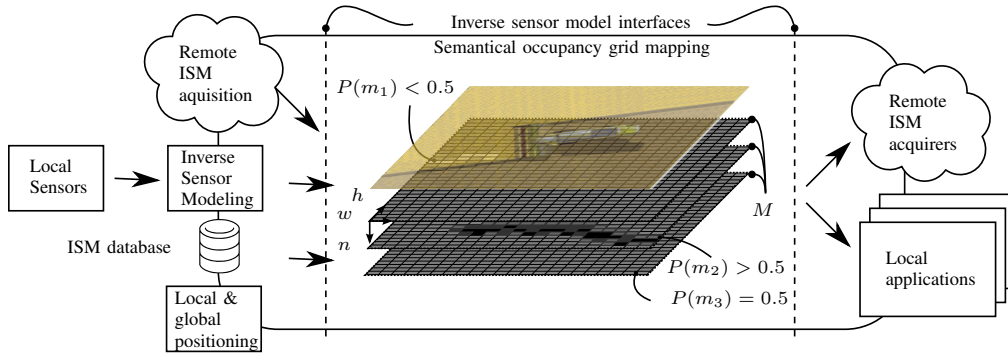 Inverse sensor model interfaces
Semantical occupancy grid mapping
Remote
ISM
aquisition
P(m₁) < 0.5
Remote
ISM
acquirers
Local
Sensors
Inverse
Sensor
Modeling
h
w
n
M
ISM database
P(m₂) > 0.5
P(m₃) = 0.5
Local
applications
Local &
global
positioning